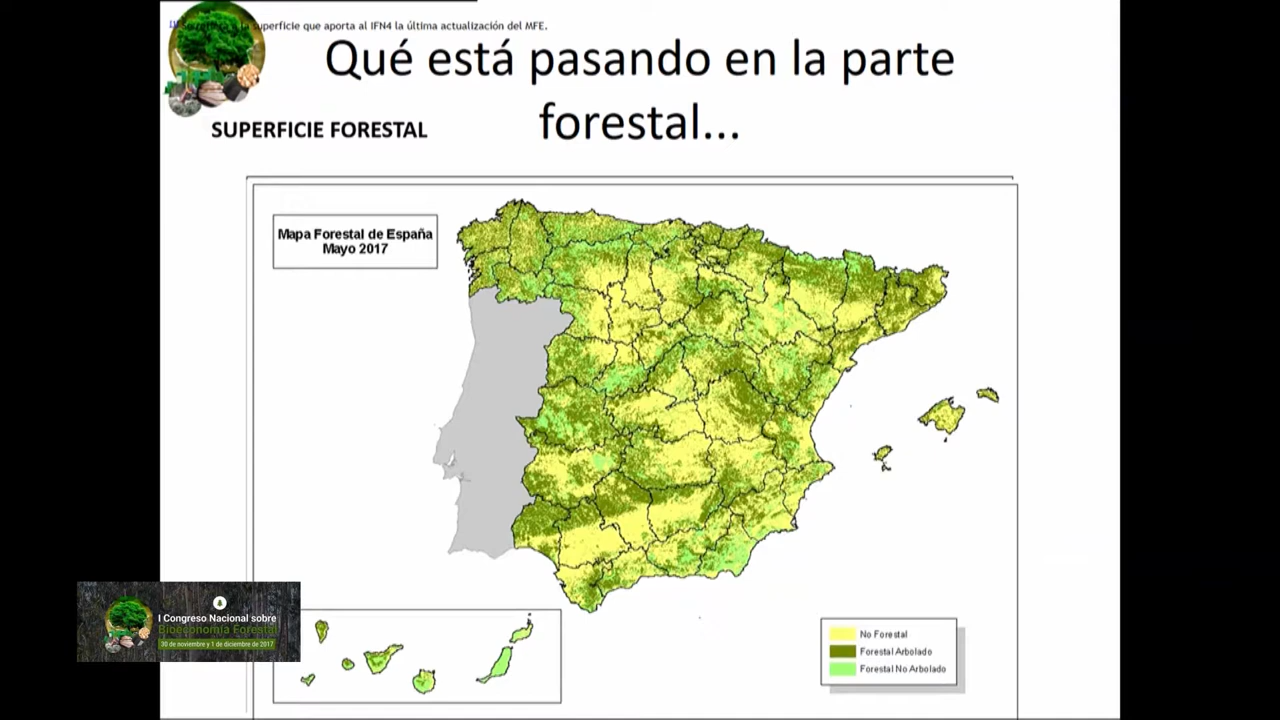 superficie que aporta al IFN4 la última actualización del MFE.
Qué está pasando en la parte
forestal...
SUPERFICIE FORESTAL
Mapa Forestal de España
Mayo 2017
I Congreso Nacional sobre
Bioeconomía Forestal
30 de noviembre y 1 de diciembre de 2017
No Forestal
Forestal Arbolado
Forestal No Arbolado